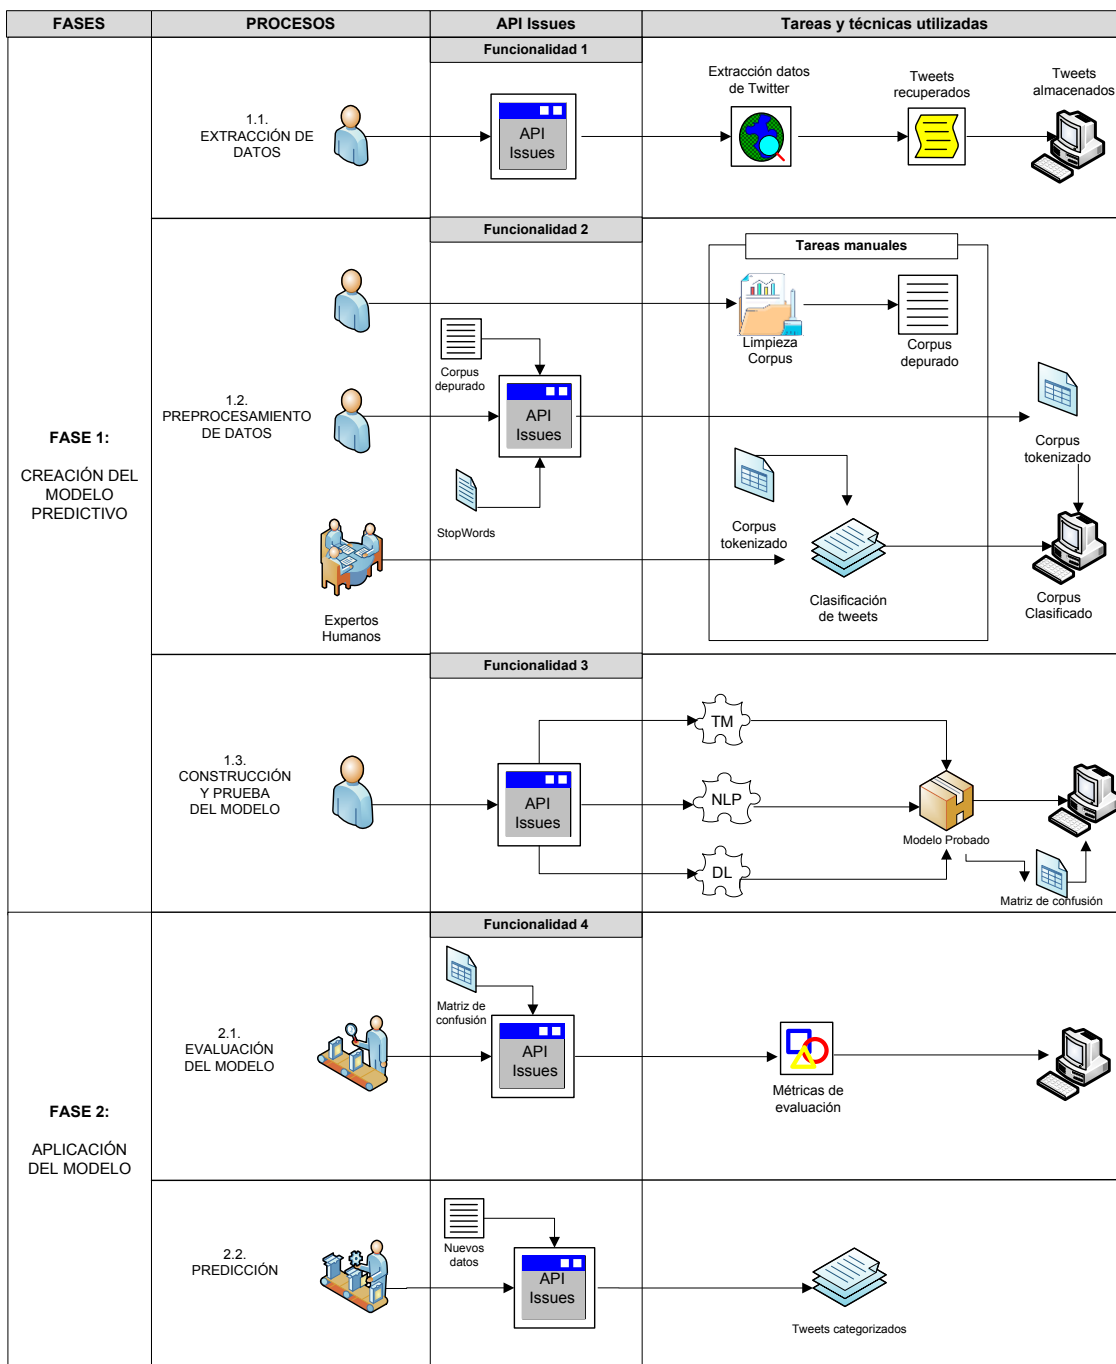 FASES
PROCESOS
API Issues
Tareas y técnicas utilizadas
FASE 1:
CREACIÓN DEL
MODELO
PREDICTIVO
1.1.
EXTRACCIÓN DE
DATOS
Funcionalidad 1
API
Issues
Extracción datos
de Twitter
Tweets
recuperados
Tweets
almacenados
1.2.
PREPROCESAMIENTO
DE DATOS
Expertos
Humanos
Funcionalidad 2
Corpus
depurado
API
Issues
StopWords
Tareas manuales
Limpieza
Corpus
Corpus
depurado
Corpus
tokenizado
Corpus
tokenizado
Clasificación
de tweets
Corpus
Clasificado
1.3.
CONSTRUCCIÓN
Y PRUEBA
DEL MODELO
Funcionalidad 3
API
Issues
TM
NLP
DL
Modelo Probado
Matriz de confusión
FASE 2:
APLICACIÓN
DEL MODELO
2.1.
EVALUACIÓN
DEL MODELO
Funcionalidad 4
Matriz de
confusión
API
Issues
Métricas de
evaluación
2.2.
PREDICCIÓN
Nuevos
datos
API
Issues
Tweets categorizados